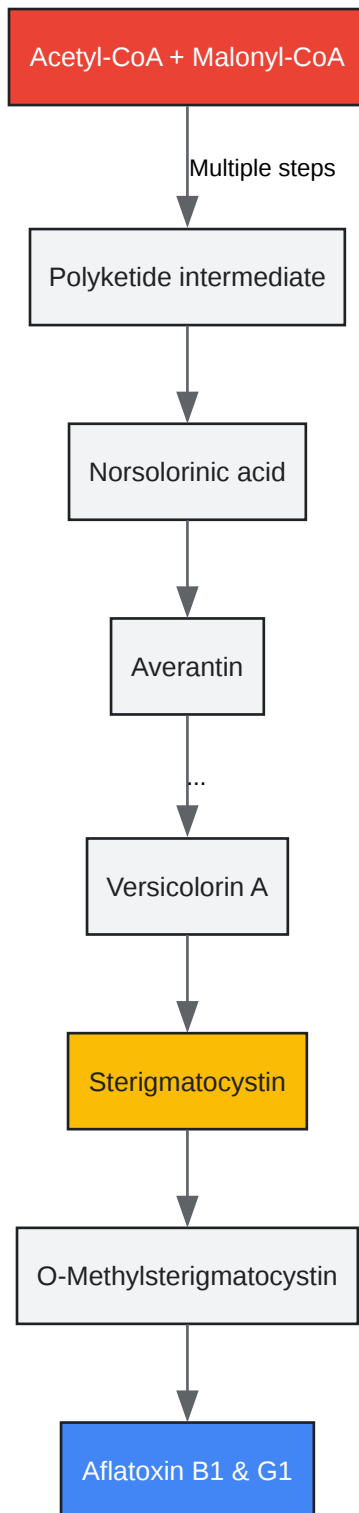 Acetyl-CoA + Malonyl-CoA
Multiple steps
Polyketide intermediate
Norsolorinic acid
Averantin
...
Versicolorin A
Sterigmatocystin
O-Methylsterigmatocystin
Aflatoxin B1 & G1